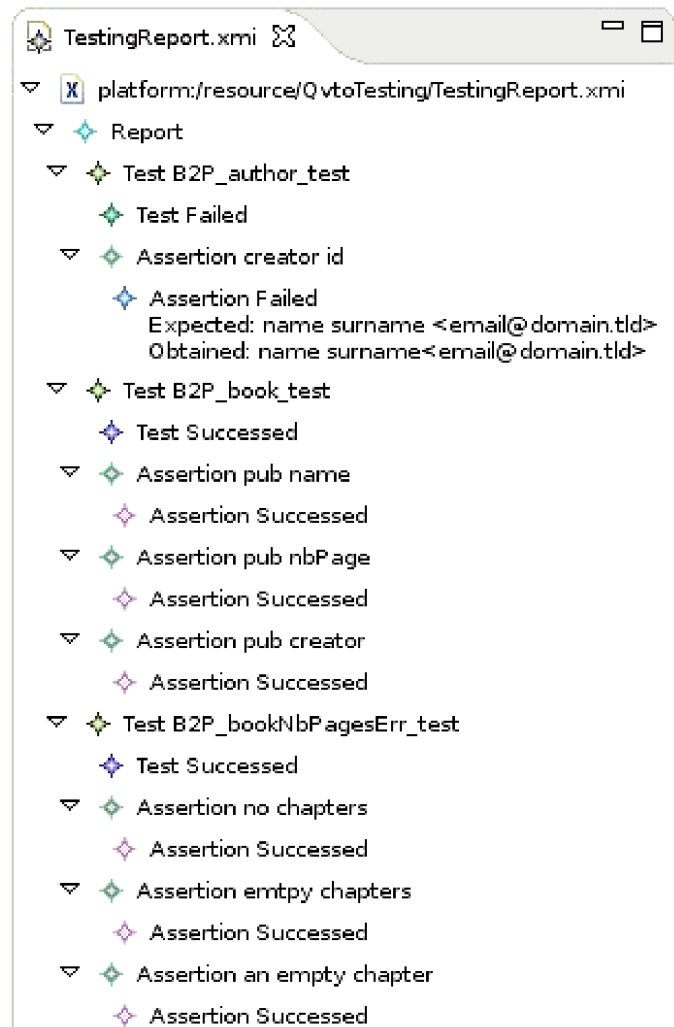 TestingReport.xmi
platform:/resource/QvtoTesting/TestingReport.xmi
Report
Test B2P_author_test
Test Failed
Assertion creator id
Assertion Failed
Expected: name surname <email@domain.tld>
Obtained: name surname<email@domain.tld>
Test B2P_book_test
Test Successed
Assertion pub name
Assertion Successed
Assertion pub nbPage
Assertion Successed
Assertion pub creator
Assertion Successed
Test B2P_bookNbPagesErr_test
Test Successed
Assertion no chapters
Assertion Successed
Assertion emtpy chapters
Assertion Successed
Assertion an empty chapter
Assertion Successed